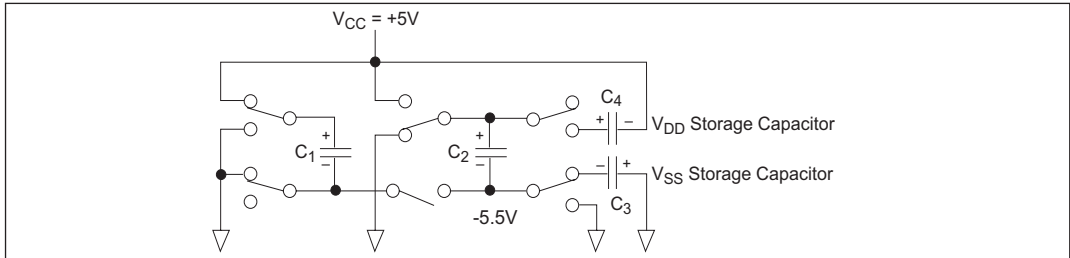 V_CC = +5V
C_4
+ –
V_DD Storage Capacitor
+
C_1
–
+
C_2
–
– +
V_SS Storage Capacitor
C_3
-5.5V